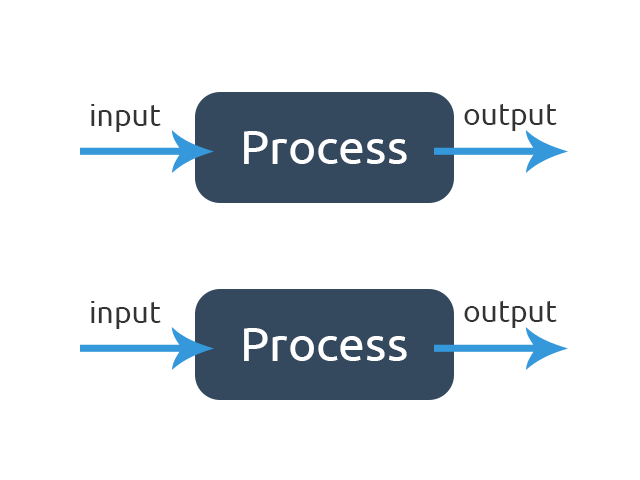 input
Process
output
input
Process
output